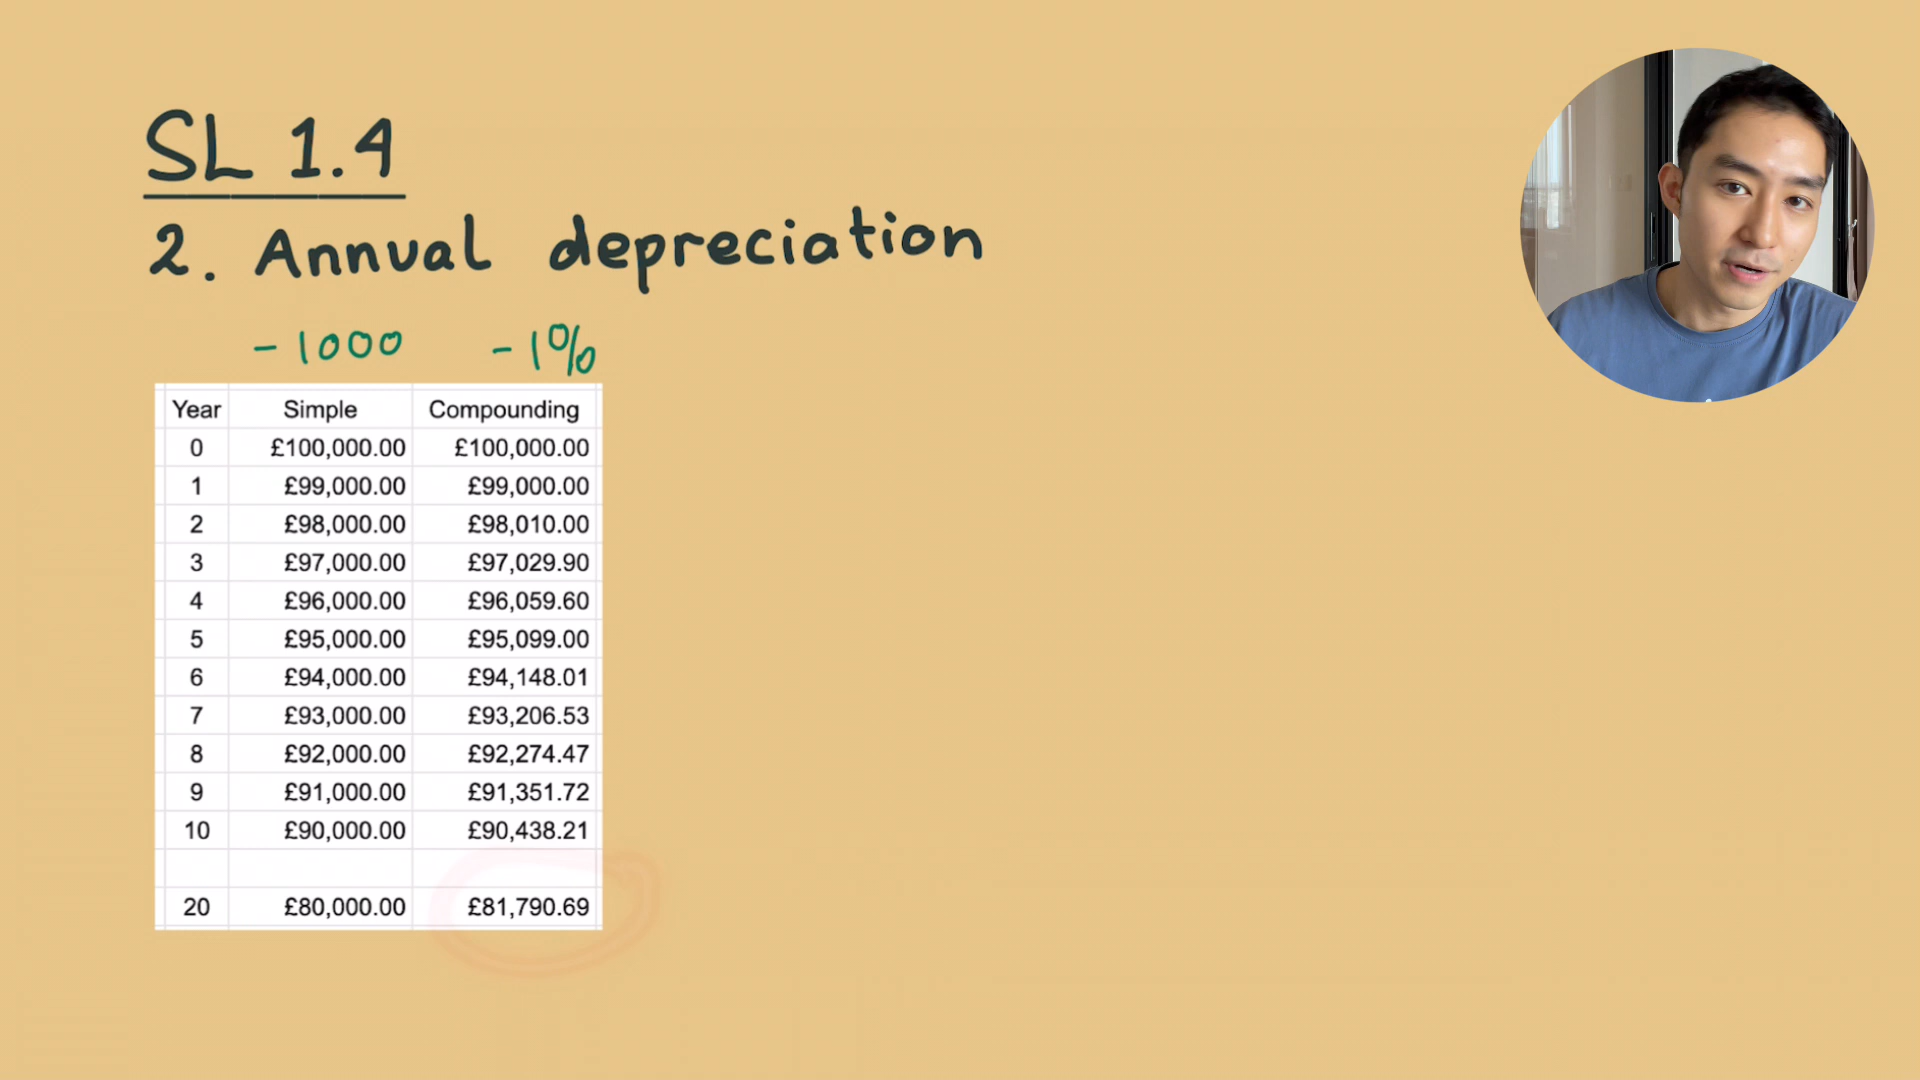 SL 1.4
2. Annual depreciation
-1000 -1%
Year Simple Compounding
0 £100,000.00 £100,000.00
1 £99,000.00 £99,000.00
2 £98,000.00 £98,010.00
3 £97,000.00 £97,029.90
4 £96,000.00 £96,059.60
5 £95,000.00 £95,099.00
6 £94,000.00 £94,148.01
7 £93,000.00 £93,206.53
8 £92,000.00 £92,274.47
9 £91,000.00 £91,351.72
10 £90,000.00 £90,438.21
20 £80,000.00 £81,790.69